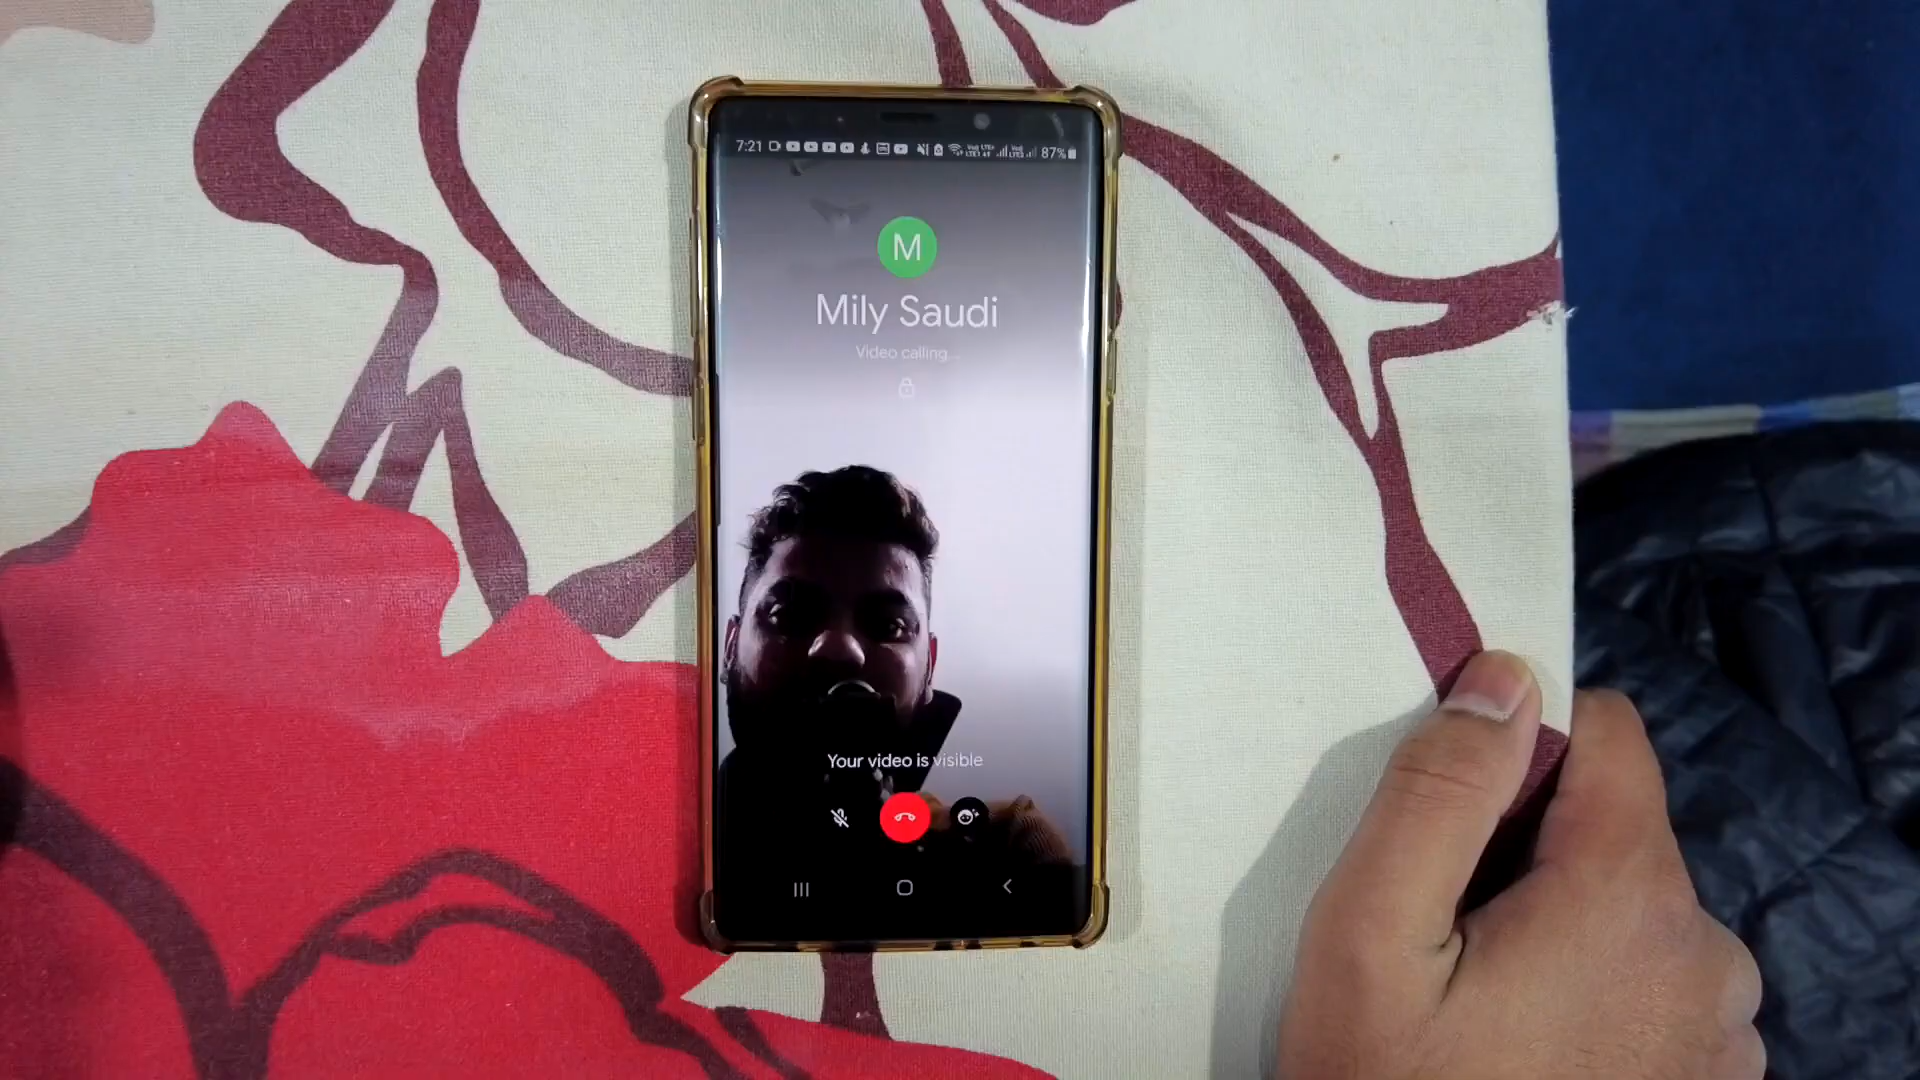 7:21 87%
M
Mily Saudi
Video calling...
Your video is visible